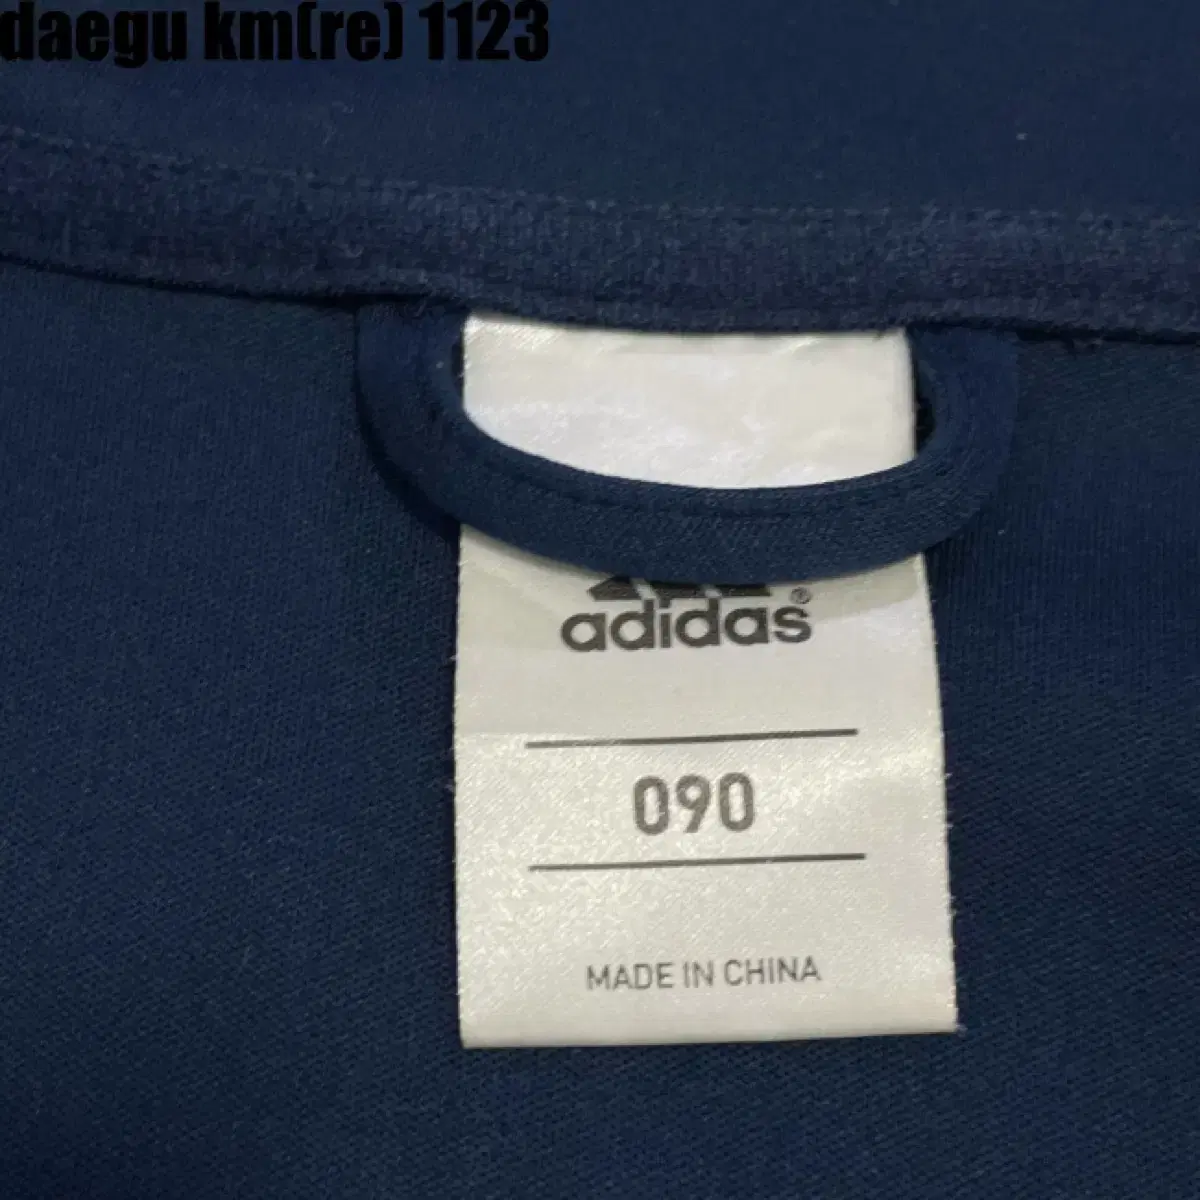 daegu km(re) 1123
adidas®
090
MADE IN CHINA